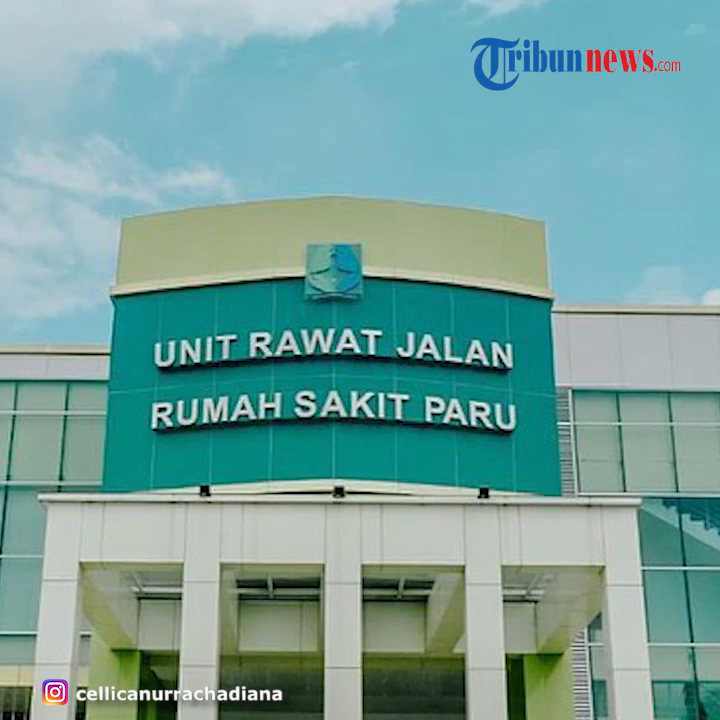 Tribunnews.com
UNIT RAWAT JALAN
RUMAH SAKIT PARU
cellicanurrachadiana